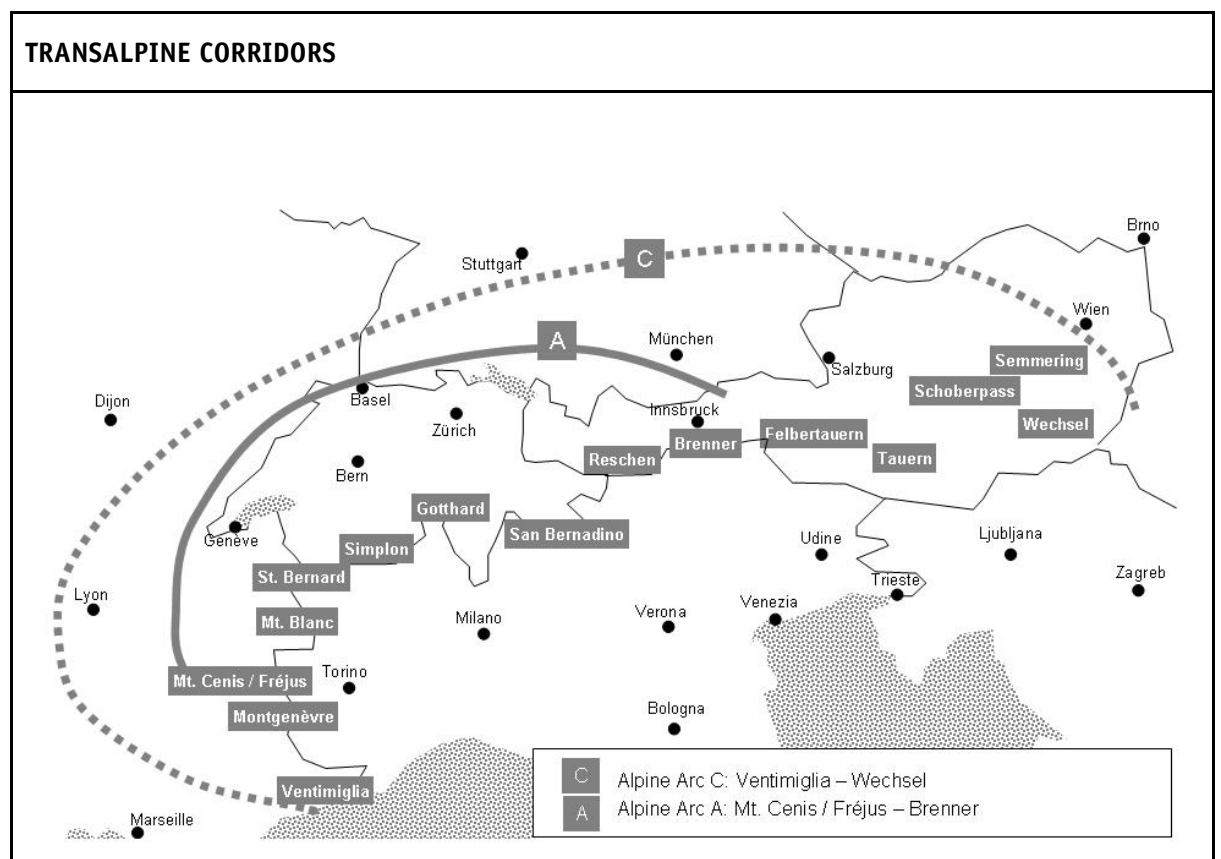 TRANSALPINE CORRIDORS
Brno
Stuttgart
C
Wien
A
München
Semmering
Salzburg
Schoberpass
Basel
Dijon
Innsbruck
Zürich
Wechsel
Felbertauern
Brenner
Reschen
Tauern
Bern
Gotthard
San Bernadino
Genève
Simplon
Udine
Ljubljana
St. Bernard
Trieste
Zagreb
Lyon
Venezia
Verona
Milano
Mt. Blanc
Torino
Mt. Cenis / Fréjus
Bologna
Montgenèvre
C Alpine Arc C: Ventimiglia – Wechsel
Ventimiglia
A Alpine Arc A: Mt. Cenis / Fréjus – Brenner
Marseille